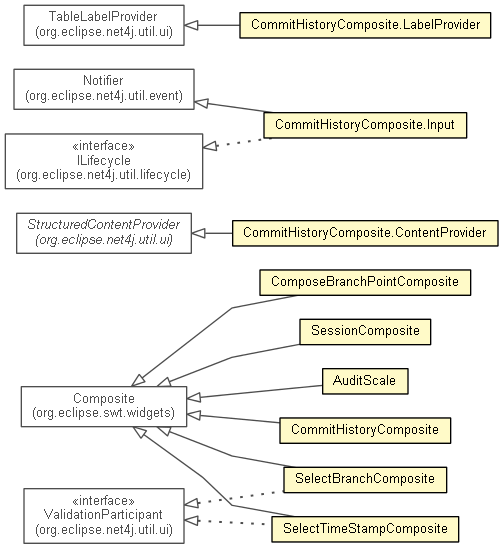 TableLabelProvider
(org.eclipse.net4j.util.ui)
CommitHistoryComposite.LabelProvider
Notifier
(org.eclipse.net4j.util.event)
CommitHistoryComposite.Input
«interface»
ILifecycle
(org.eclipse.net4j.util.lifecycle)
StructuredContentProvider
(org.eclipse.net4j.util.ui)
CommitHistoryComposite.ContentProvider
ComposeBranchPointComposite
SessionComposite
AuditScale
Composite
(org.eclipse.swt.widgets)
CommitHistoryComposite
SelectBranchComposite
«interface»
ValidationParticipant
(org.eclipse.net4j.util.ui)
SelectTimeStampComposite